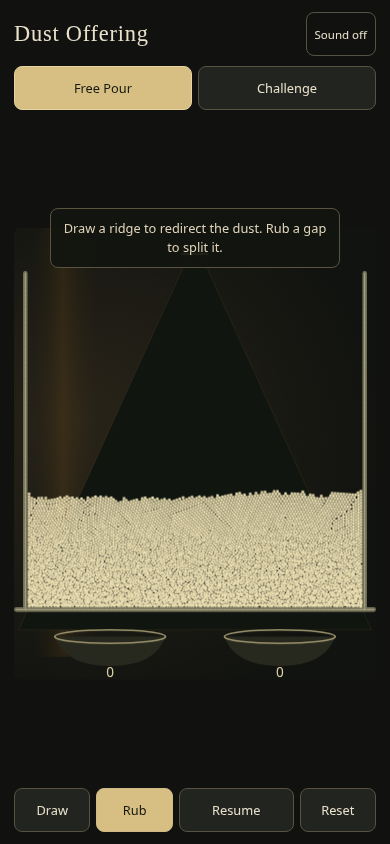 Dust Offering
Sound off
Free Pour
Challenge
Draw a ridge to redirect the dust. Rub a gap
to split it.
0
0
Draw
Rub
Resume
Reset